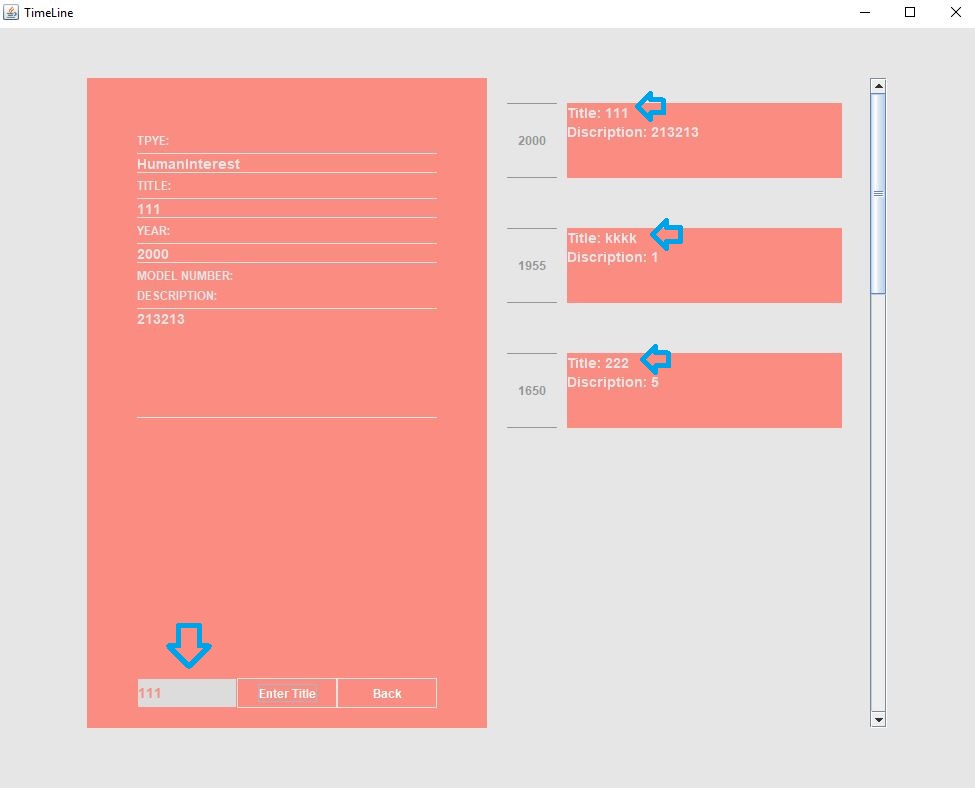 TimeLine
TPYE:
HumanInterest
TITLE:
111
YEAR:
2000
MODEL NUMBER:
DESCRIPTION:
213213
111
Enter Title
Back
2000
Title: 111
Discription: 213213
1955
Title: kkkk
Discription: 1
1650
Title: 222
Discription: 5